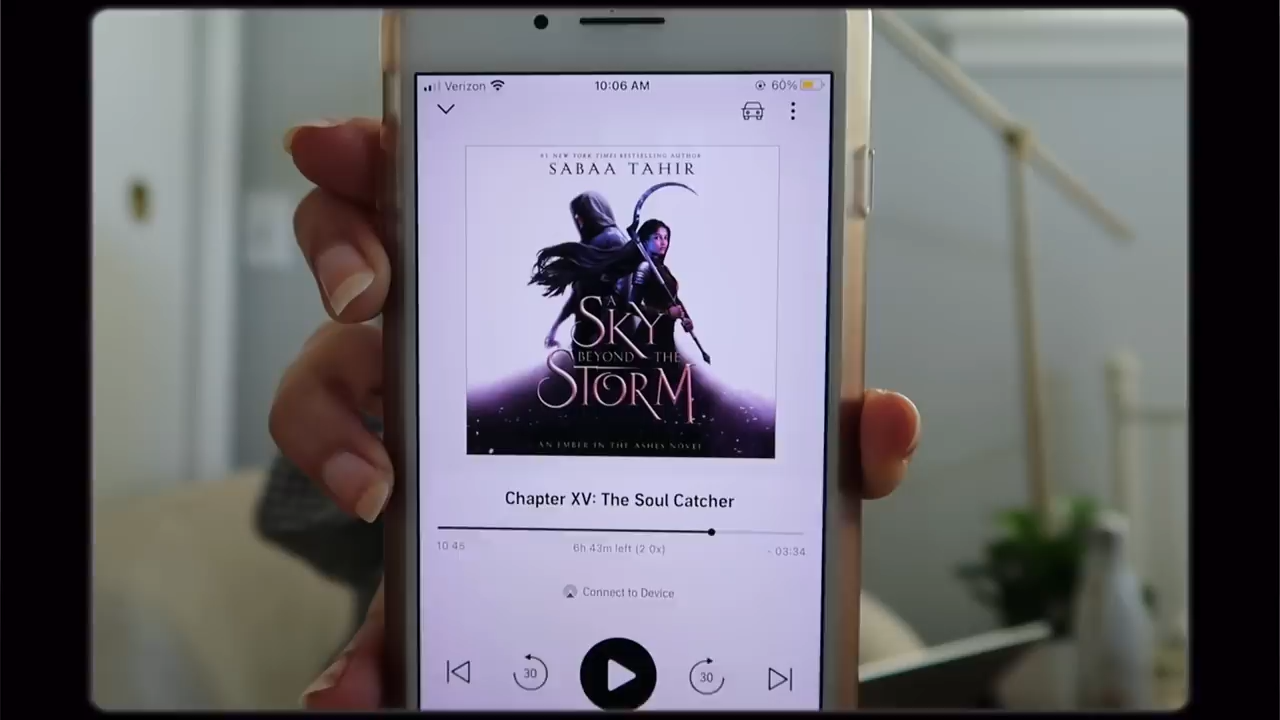 Verizon 10:06 AM 60%
#1 NEW YORK TIMES BESTSELLING AUTHOR
SABAA TAHIR
A
SKY
BEYOND THE
STORM
AN EMBER IN THE ASHES NOVEL
Chapter XV: The Soul Catcher
10:45 6h 43m left (2.0x) - 03:34
Connect to Device
30 30